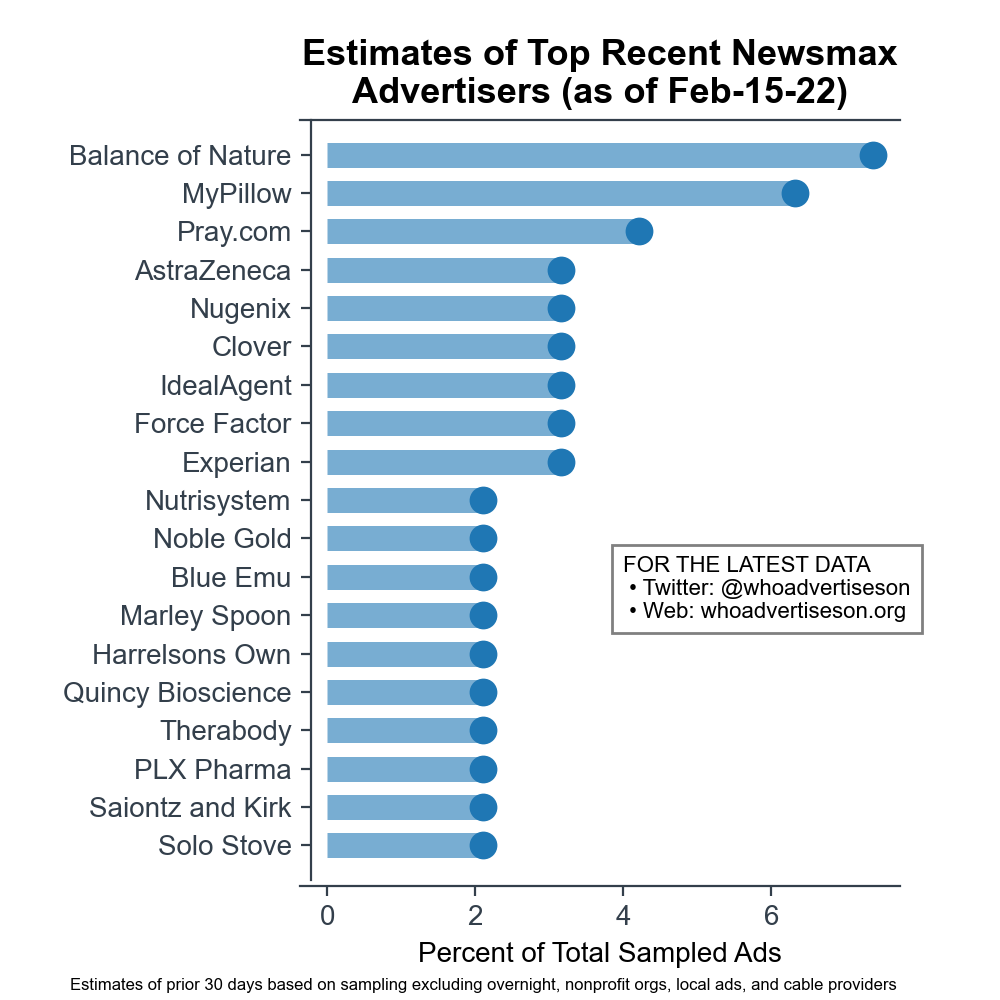 Estimates of Top Recent Newsmax
Advertisers (as of Feb-15-22)
Balance of Nature
MyPillow
Pray.com
AstraZeneca
Nugenix
Clover
IdealAgent
Force Factor
Experian
Nutrisystem
Noble Gold
Blue Emu
Marley Spoon
Harrelsons Own
Quincy Bioscience
Therabody
PLX Pharma
Saiontz and Kirk
Solo Stove
FOR THE LATEST DATA
• Twitter: @whoadvertiseson
• Web: whoadvertiseson.org
0 2 4 6
Percent of Total Sampled Ads
Estimates of prior 30 days based on sampling excluding overnight, nonprofit orgs, local ads, and cable providers